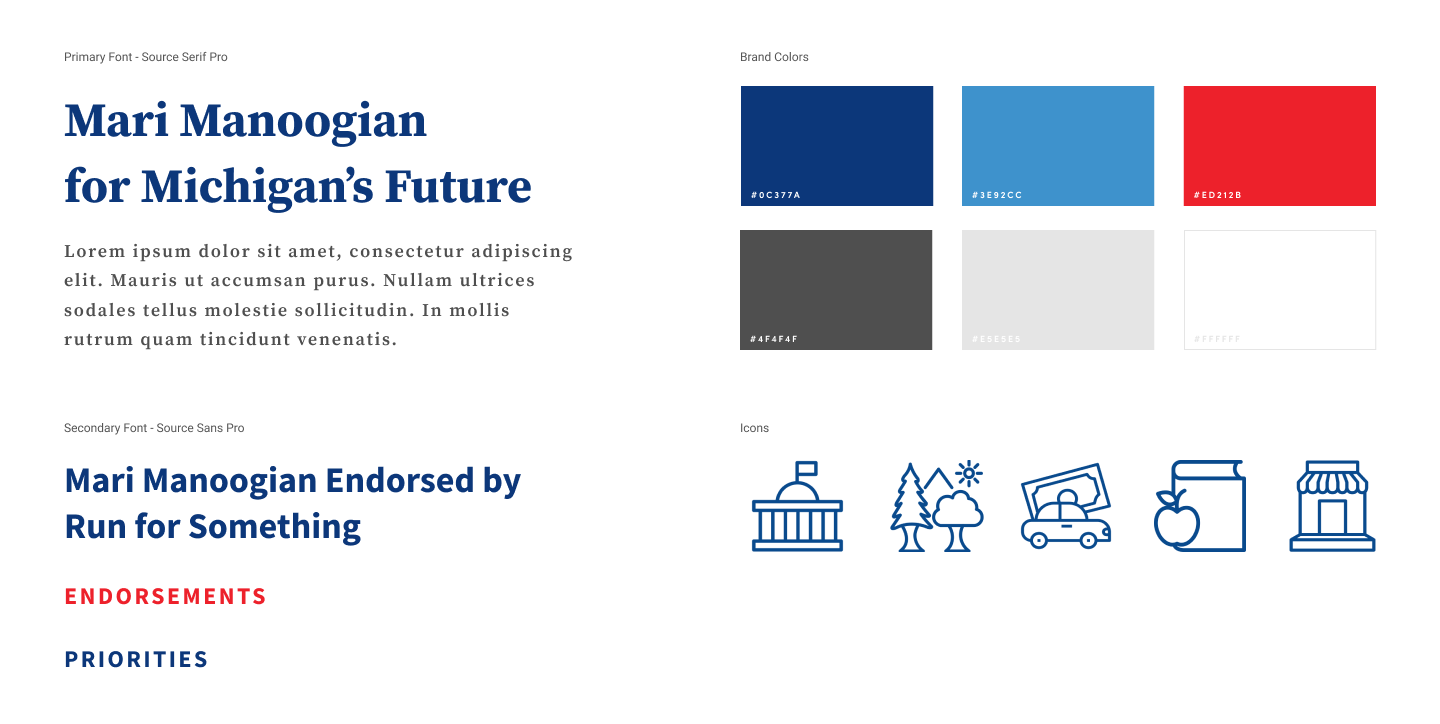 Primary Font - Source Serif Pro
Mari Manoogian
for Michigan’s Future
Lorem ipsum dolor sit amet, consectetur adipiscing
elit. Mauris ut accumsan purus. Nullam ultrices
sodales tellus molestie sollicitudin. In mollis
rutrum quam tincidunt venenatis.
Brand Colors
#0C377A
#3E92CC
#ED212B
#4F4F4F
#E5E5E5
#FFFFFF
Secondary Font - Source Sans Pro
Mari Manoogian Endorsed by
Run for Something
ENDORSEMENTS
PRIORITIES
Icons